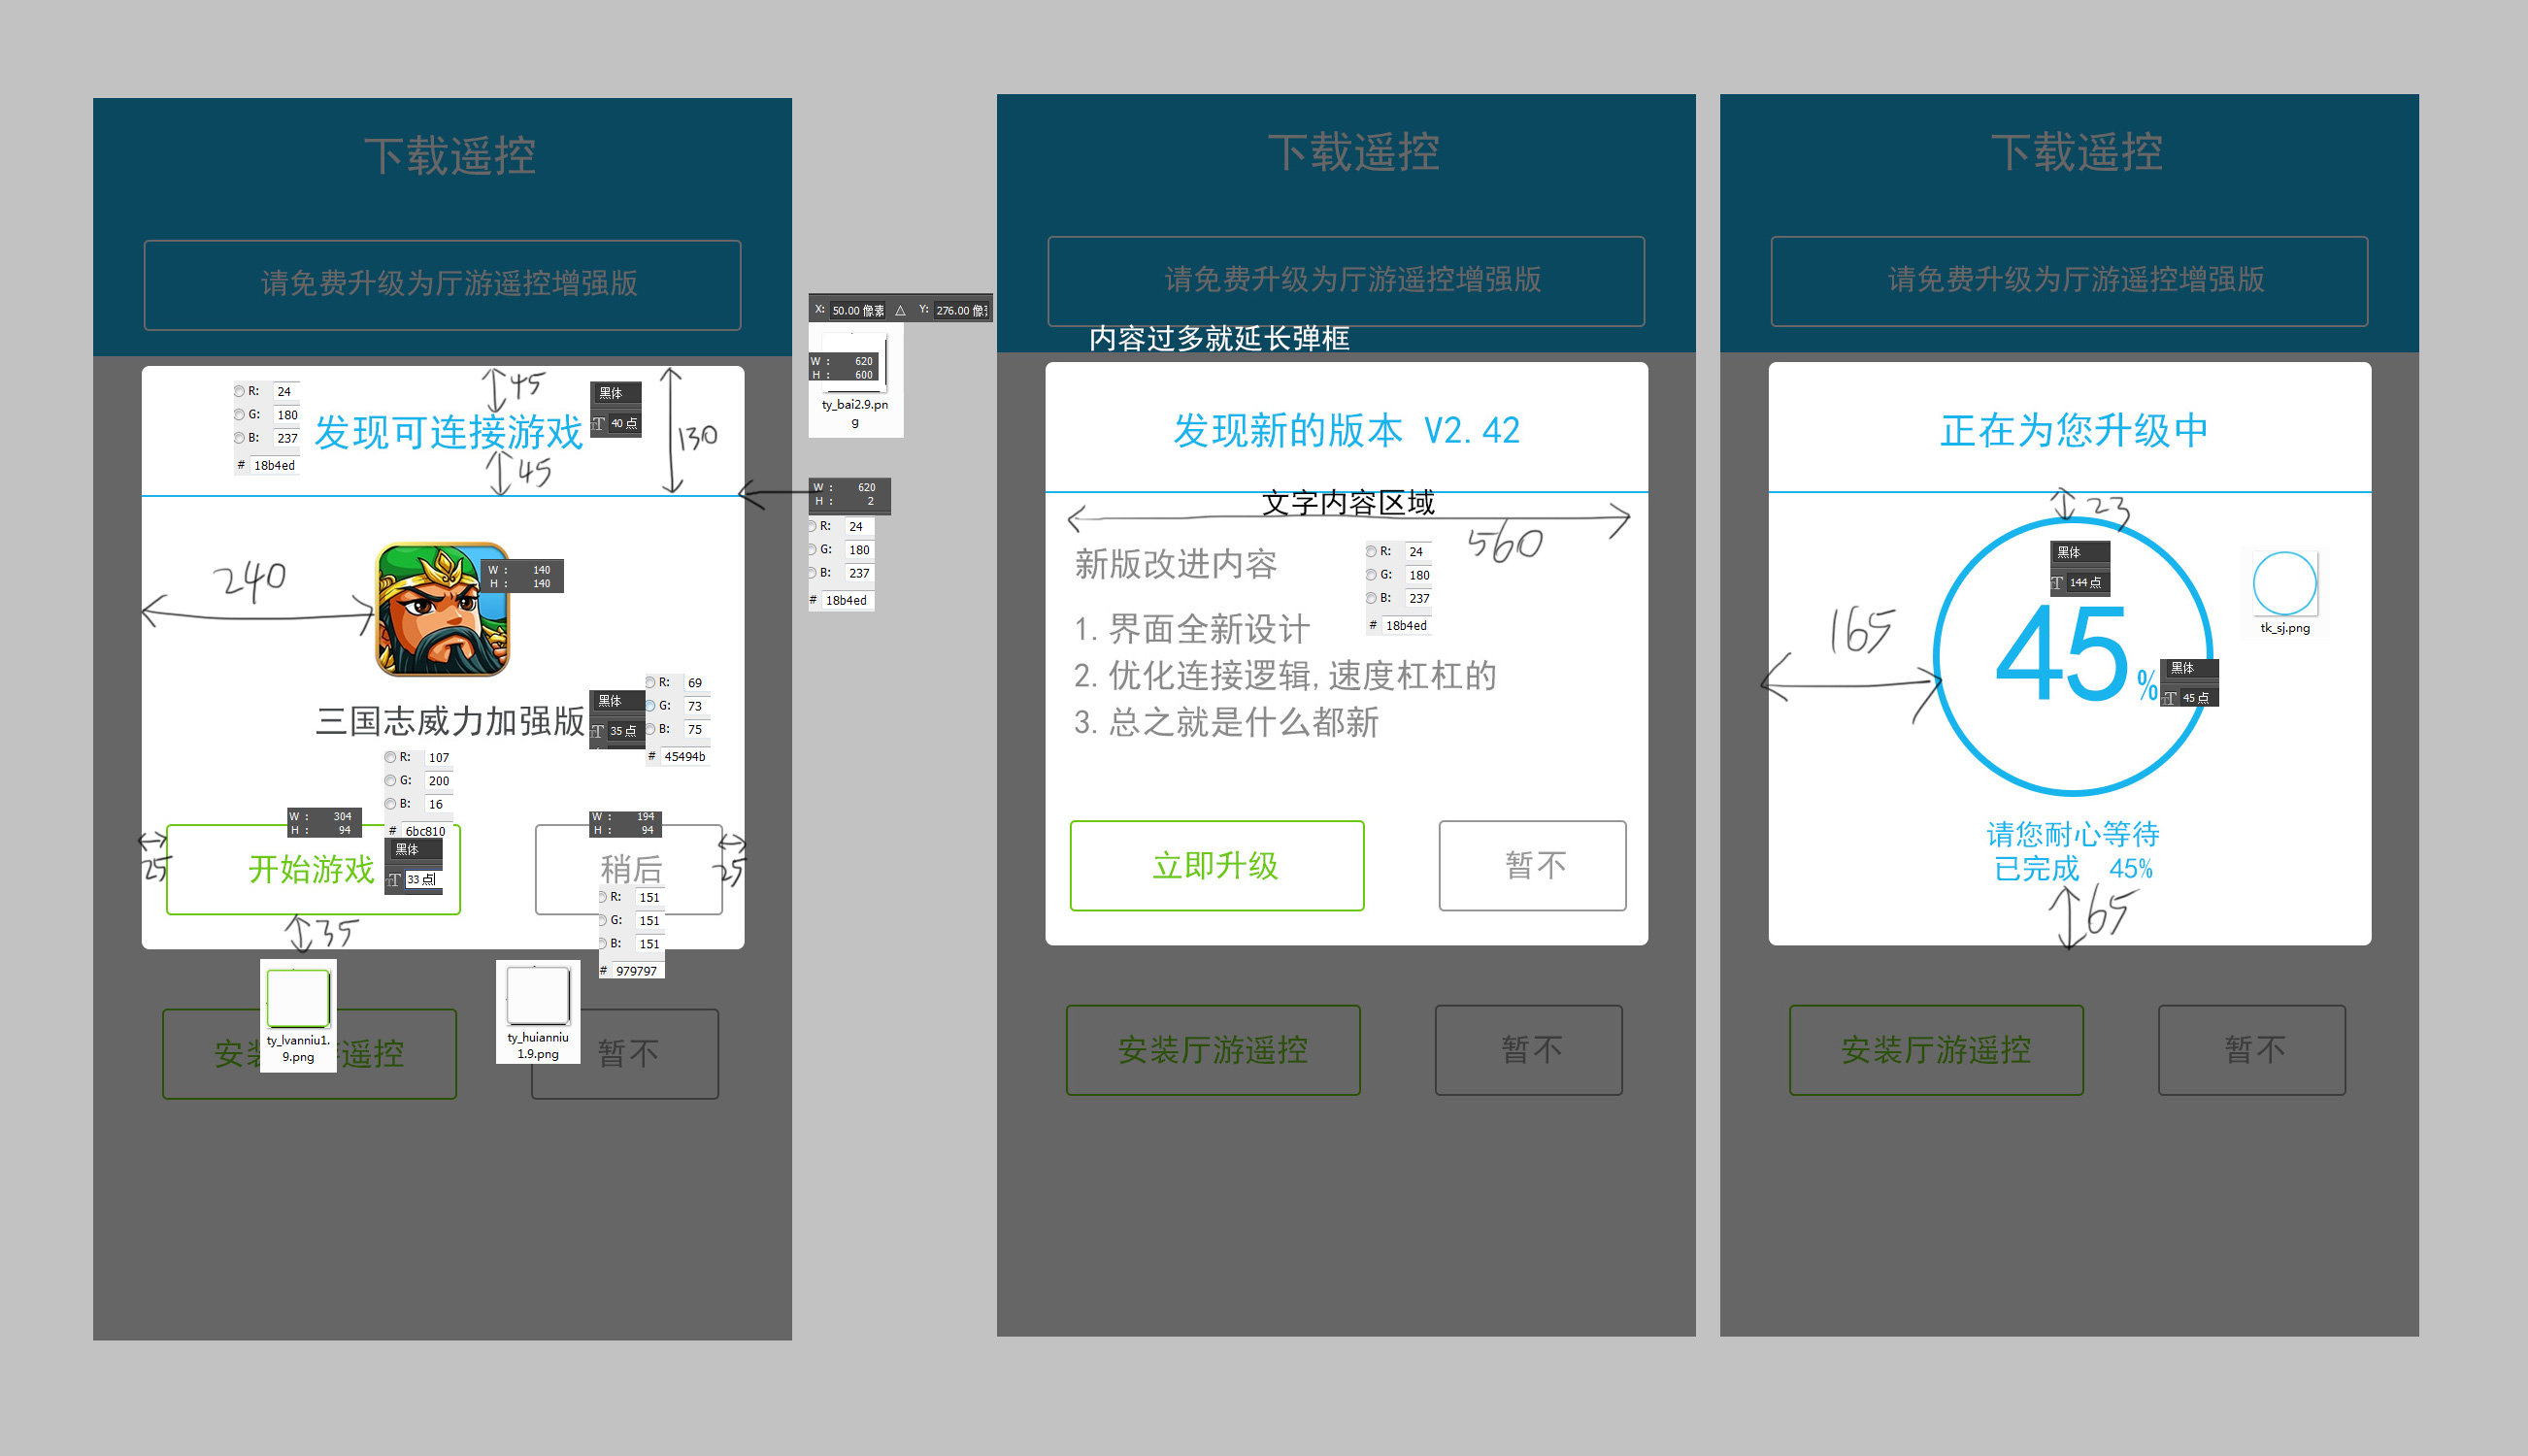 下载遥控
请免费升级为厅游遥控增强版
R: 24
G: 180
B: 237
# 18b4ed
发现可连接游戏
45
45
黑体
T 40 点
130
240
W : 140
H : 140
三国志威力加强版
黑体
T 35 点
R: 69
G: 73
B: 75
# 45494b
R: 107
G: 200
B: 16
# 6bc810
W : 304
H : 94
黑体
T 33 点
25
开始游戏
35
W : 194
H : 94
稍后
25
R: 151
G: 151
B: 151
# 979797
ty_lvanniu1.
9.png
ty_huianniu
1.9.png
安装 遥控
暂不
X: 50.00 像素 △ Y: 276.00 像素
W : 620
H : 600
ty_bai2.9.pn
g
W : 620
H : 2
R: 24
G: 180
B: 237
# 18b4ed
下载遥控
请免费升级为厅游遥控增强版
内容过多就延长弹框
发现新的版本 V2.42
文字内容区域
560
新版改进内容
R: 24
G: 180
B: 237
# 18b4ed
1. 界面全新设计
2. 优化连接逻辑,速度杠杠的
3. 总之就是什么都新
立即升级
暂不
安装厅游遥控
暂不
下载遥控
请免费升级为厅游遥控增强版
正在为您升级中
23
黑体
T 144 点
45%
黑体
T 45 点
165
tk_sj.png
请您耐心等待
已完成 45%
65
安装厅游遥控
暂不